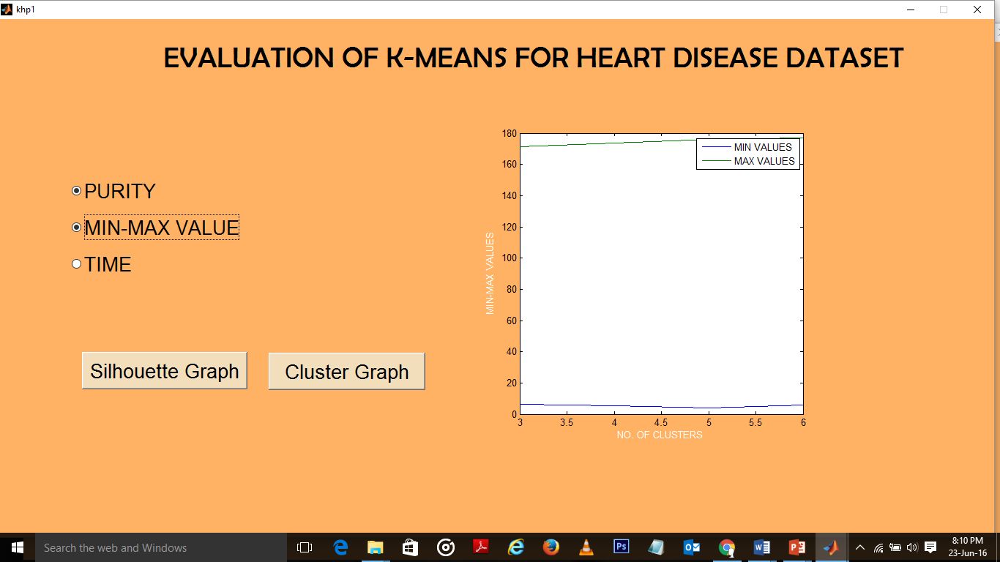 khp1
EVALUATION OF K-MEANS FOR HEART DISEASE DATASET
PURITY
MIN-MAX VALUE
TIME
Silhouette Graph
Cluster Graph
180
160
140
120
100
80
60
40
20
0
MIN-MAX VALUES
MIN VALUES
MAX VALUES
3 3.5 4 4.5 5 5.5 6
NO. OF CLUSTERS
Search the web and Windows
Ps
8:10 PM
23-Jun-16